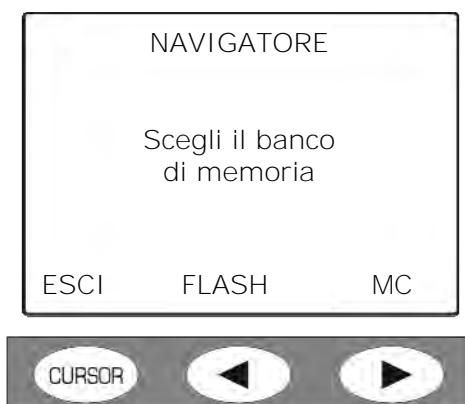 NAVIGATORE
Scegli il banco
di memoria
ESCI FLASH MC
CURSOR